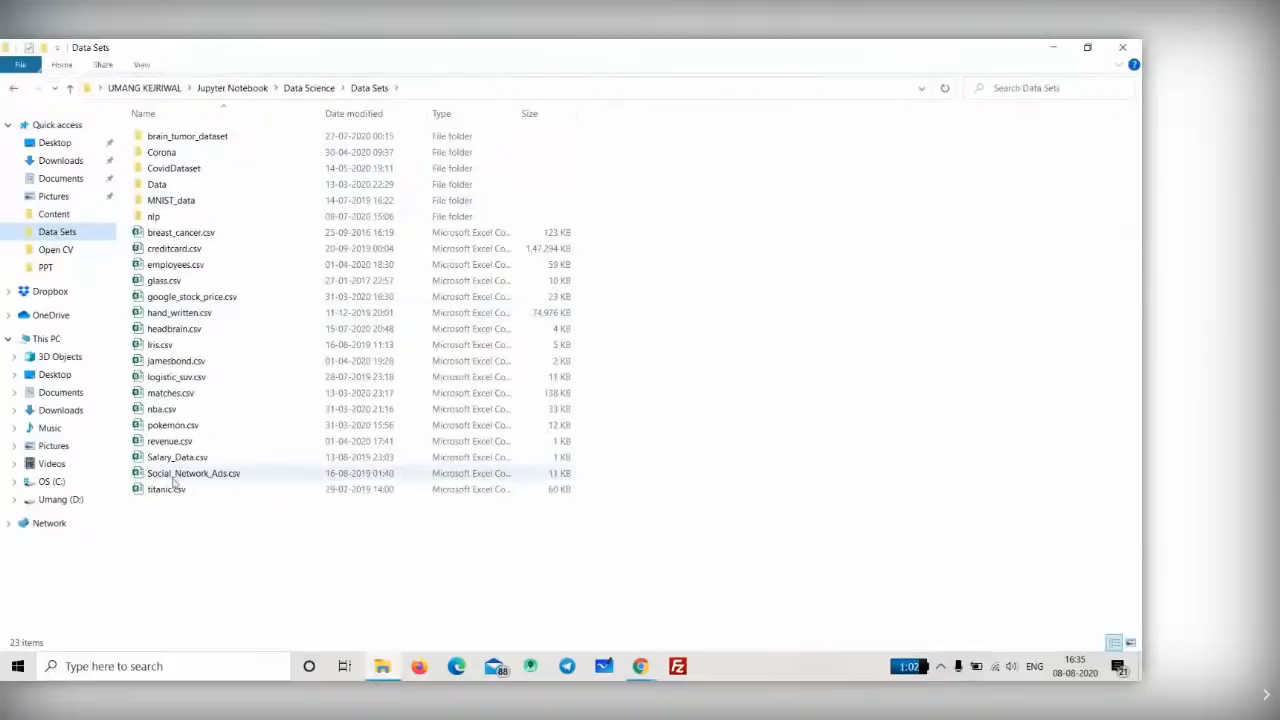 Data Sets
File Home Share View
UMANG KEJRIWAL > Jupyter Notebook > Data Science > Data Sets >
Search Data Sets
Name Date modified Type Size
Quick access
Desktop
Downloads
Documents
Pictures
Content
Data Sets
Open CV
PPT
Dropbox
OneDrive
This PC
3D Objects
Desktop
Documents
Downloads
Music
Pictures
Videos
OS (C:)
Umang (D:)
Network
brain_tumor_dataset 27-07-2020 00:15 File folder
Corona 30-04-2020 09:37 File folder
CovidDataset 14-05-2020 19:11 File folder
Data 13-03-2020 22:29 File folder
MNIST_data 14-07-2019 16:22 File folder
nlp 08-07-2020 15:06 File folder
breast_cancer.csv 25-09-2016 16:19 Microsoft Excel Co... 123 KB
creditcard.csv 20-09-2019 00:04 Microsoft Excel Co... 1,47,294 KB
employees.csv 01-04-2020 18:30 Microsoft Excel Co... 59 KB
glass.csv 27-01-2017 22:57 Microsoft Excel Co... 10 KB
google_stock_price.csv 31-03-2020 16:30 Microsoft Excel Co... 23 KB
hand_written.csv 11-12-2019 20:01 Microsoft Excel Co... 74,976 KB
headbrain.csv 15-07-2020 20:48 Microsoft Excel Co... 4 KB
Iris.csv 16-08-2019 11:13 Microsoft Excel Co... 5 KB
jamesbond.csv 01-04-2020 19:28 Microsoft Excel Co... 2 KB
logistic_suv.csv 28-07-2019 23:18 Microsoft Excel Co... 11 KB
matches.csv 13-03-2020 23:17 Microsoft Excel Co... 138 KB
nba.csv 31-03-2020 21:16 Microsoft Excel Co... 33 KB
pokemon.csv 31-03-2020 15:56 Microsoft Excel Co... 12 KB
revenue.csv 01-04-2020 17:41 Microsoft Excel Co... 1 KB
Salary_Data.csv 13-08-2019 23:03 Microsoft Excel Co... 1 KB
Social_Network_Ads.csv 16-08-2019 01:40 Microsoft Excel Co... 11 KB
titanic.csv 29-07-2019 14:00 Microsoft Excel Co... 60 KB
23 items
Type here to search
88
1:02
ENG
16:35
08-08-2020
21